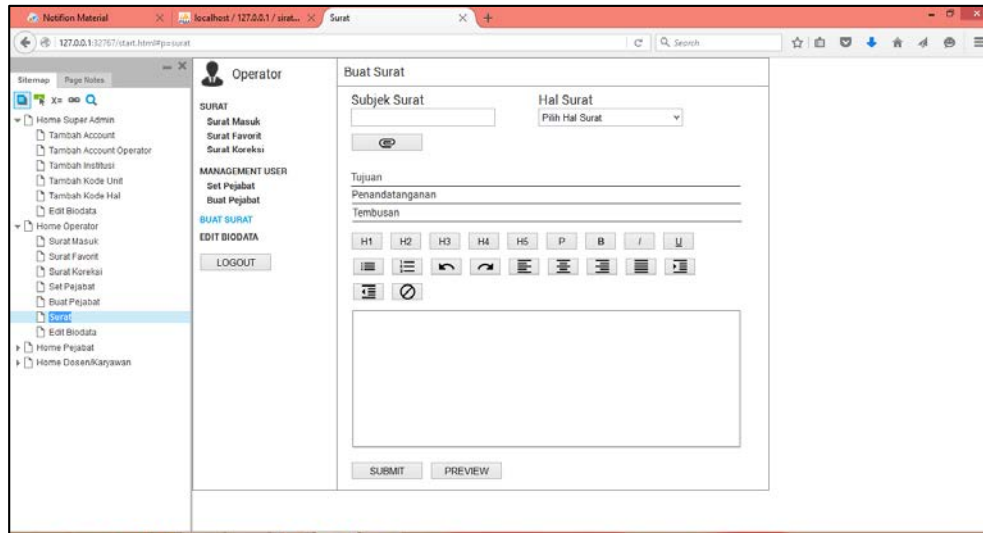 Notifion Material
localhost / 127.0.0.1 / sirat...
Surat
127.0.0.1:32767/start.html#p=surat
Search
Sitemap
Page Notes
X=
Home Super Admin
Tambah Account
Tambah Account Operator
Tambah Institusi
Tambah Kode Unit
Tambah Kode Hal
Edit Biodata
Home Operator
Surat Masuk
Surat Favorit
Surat Koreksi
Set Pejabat
Buat Pejabat
Surat
Edit Biodata
Home Pejabat
Home Dosen/Karyawan
Operator
SURAT
Surat Masuk
Surat Favorit
Surat Koreksi
MANAGEMENT USER
Set Pejabat
Buat Pejabat
BUAT SURAT
EDIT BIODATA
LOGOUT
Buat Surat
Subjek Surat
Hal Surat
Pilih Hal Surat
Tujuan
Penandatanganan
Tembusan
H1 H2 H3 H4 H5 P B I U
SUBMIT
PREVIEW